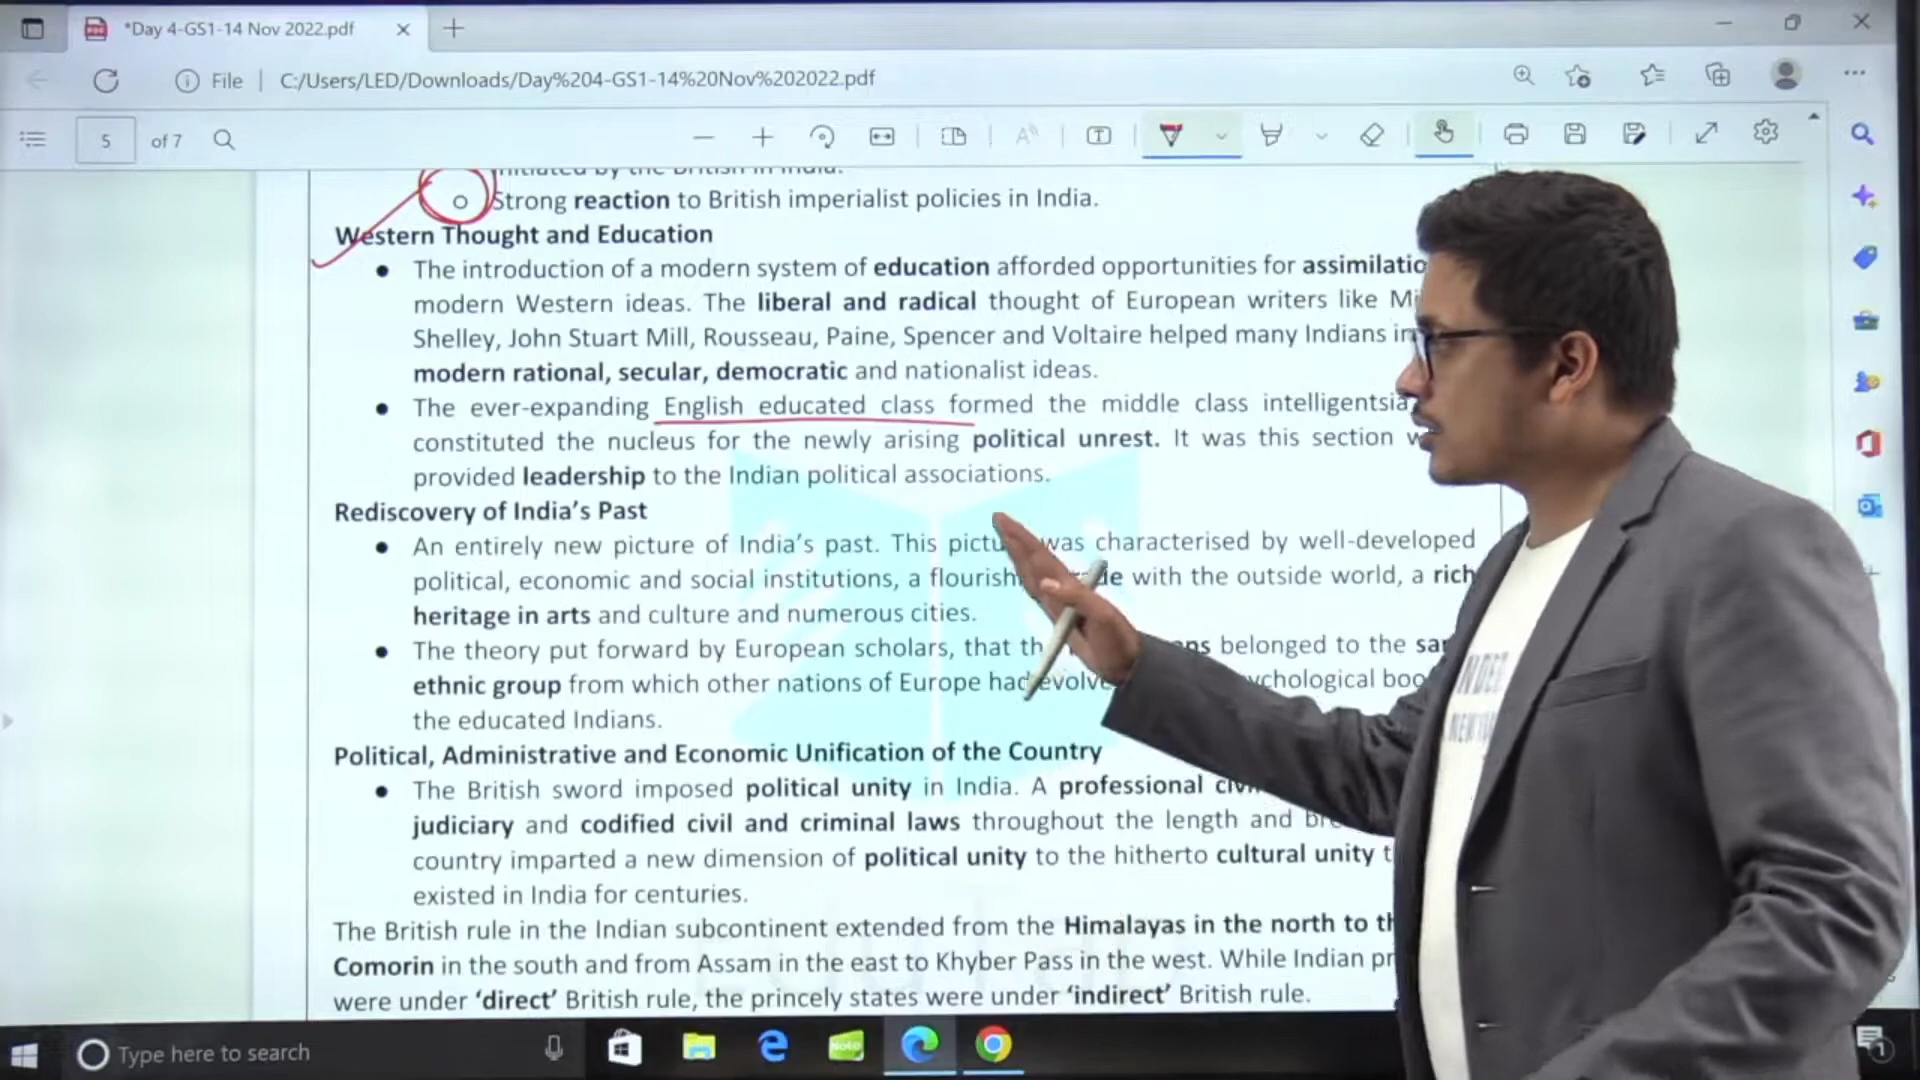 *Day 4-GS1-14 Nov 2022.pdf
File
C:/Users/LED/Downloads/Day%204-GS1-14%20Nov%202022.pdf
5
of 7
Strong reaction to British imperialist policies in India.
Western Thought and Education
The introduction of a modern system of education afforded opportunities for
modern Western ideas. The liberal and radical thought of European writers like
Shelley, John Stuart Mill, Rousseau, Paine, Spencer and Voltaire helped many Indians
modern rational, secular, democratic and nationalist ideas.
The ever-expanding English educated class formed the middle class intelligentsia
constituted the nucleus for the newly arising political unrest. It was this section
provided leadership to the Indian political associations.
Rediscovery of India's Past
An entirely new picture of India's past. This was characterised by well-developed
political, economic and social institutions, a with the outside world, a rich
heritage in arts and culture and numerous cities.
The theory put forward by European scholars, that belonged to the
ethnic group from which other nations of Europe had
the educated Indians.
Political, Administrative and Economic Unification of the Country
The British sword imposed political unity in India. A professional
judiciary and codified civil and criminal laws throughout the length and
country imparted a new dimension of political unity to the hitherto cultural unity
existed in India for centuries.
The British rule in the Indian subcontinent extended from the Himalayas in the north to
Comorin in the south and from Assam in the east to Khyber Pass in the west. While Indian
were under 'direct' British rule, the princely states were under 'indirect' British rule.
Type here to search